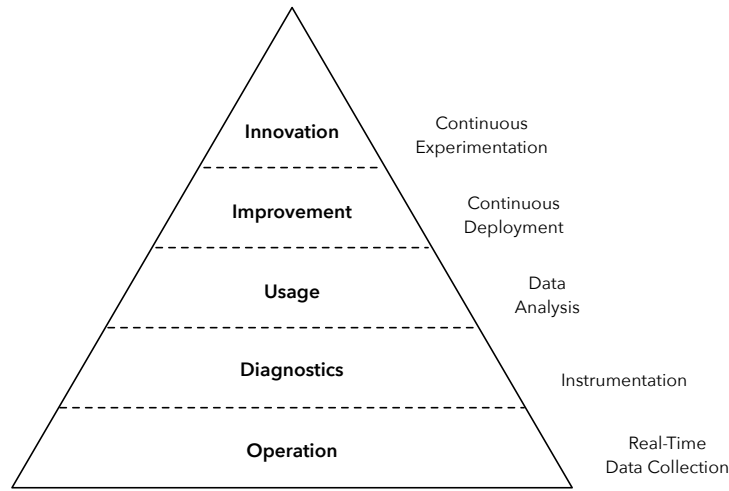 Innovation
Continuous
Experimentation
Improvement
Continuous
Deployment
Usage
Data
Analysis
Diagnostics
Instrumentation
Operation
Real-Time
Data Collection